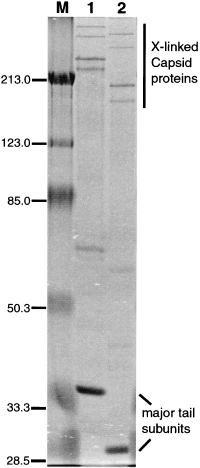 M 1 2
X-linked
Capsid
proteins
213.0
123.0
85.0
50.3
33.3
28.5
major tail
subunits